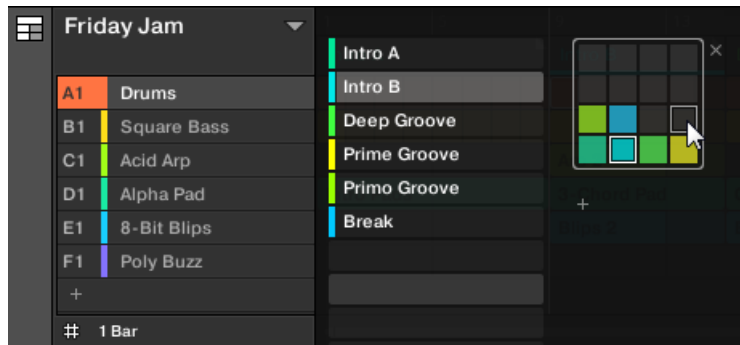 Friday Jam
A1 Drums
B1 Square Bass
C1 Acid Arp
D1 Alpha Pad
E1 8-Bit Blips
F1 Poly Buzz
+
# 1 Bar
Intro A
Intro B
Deep Groove
Prime Groove
Primo Groove
Break
×
+